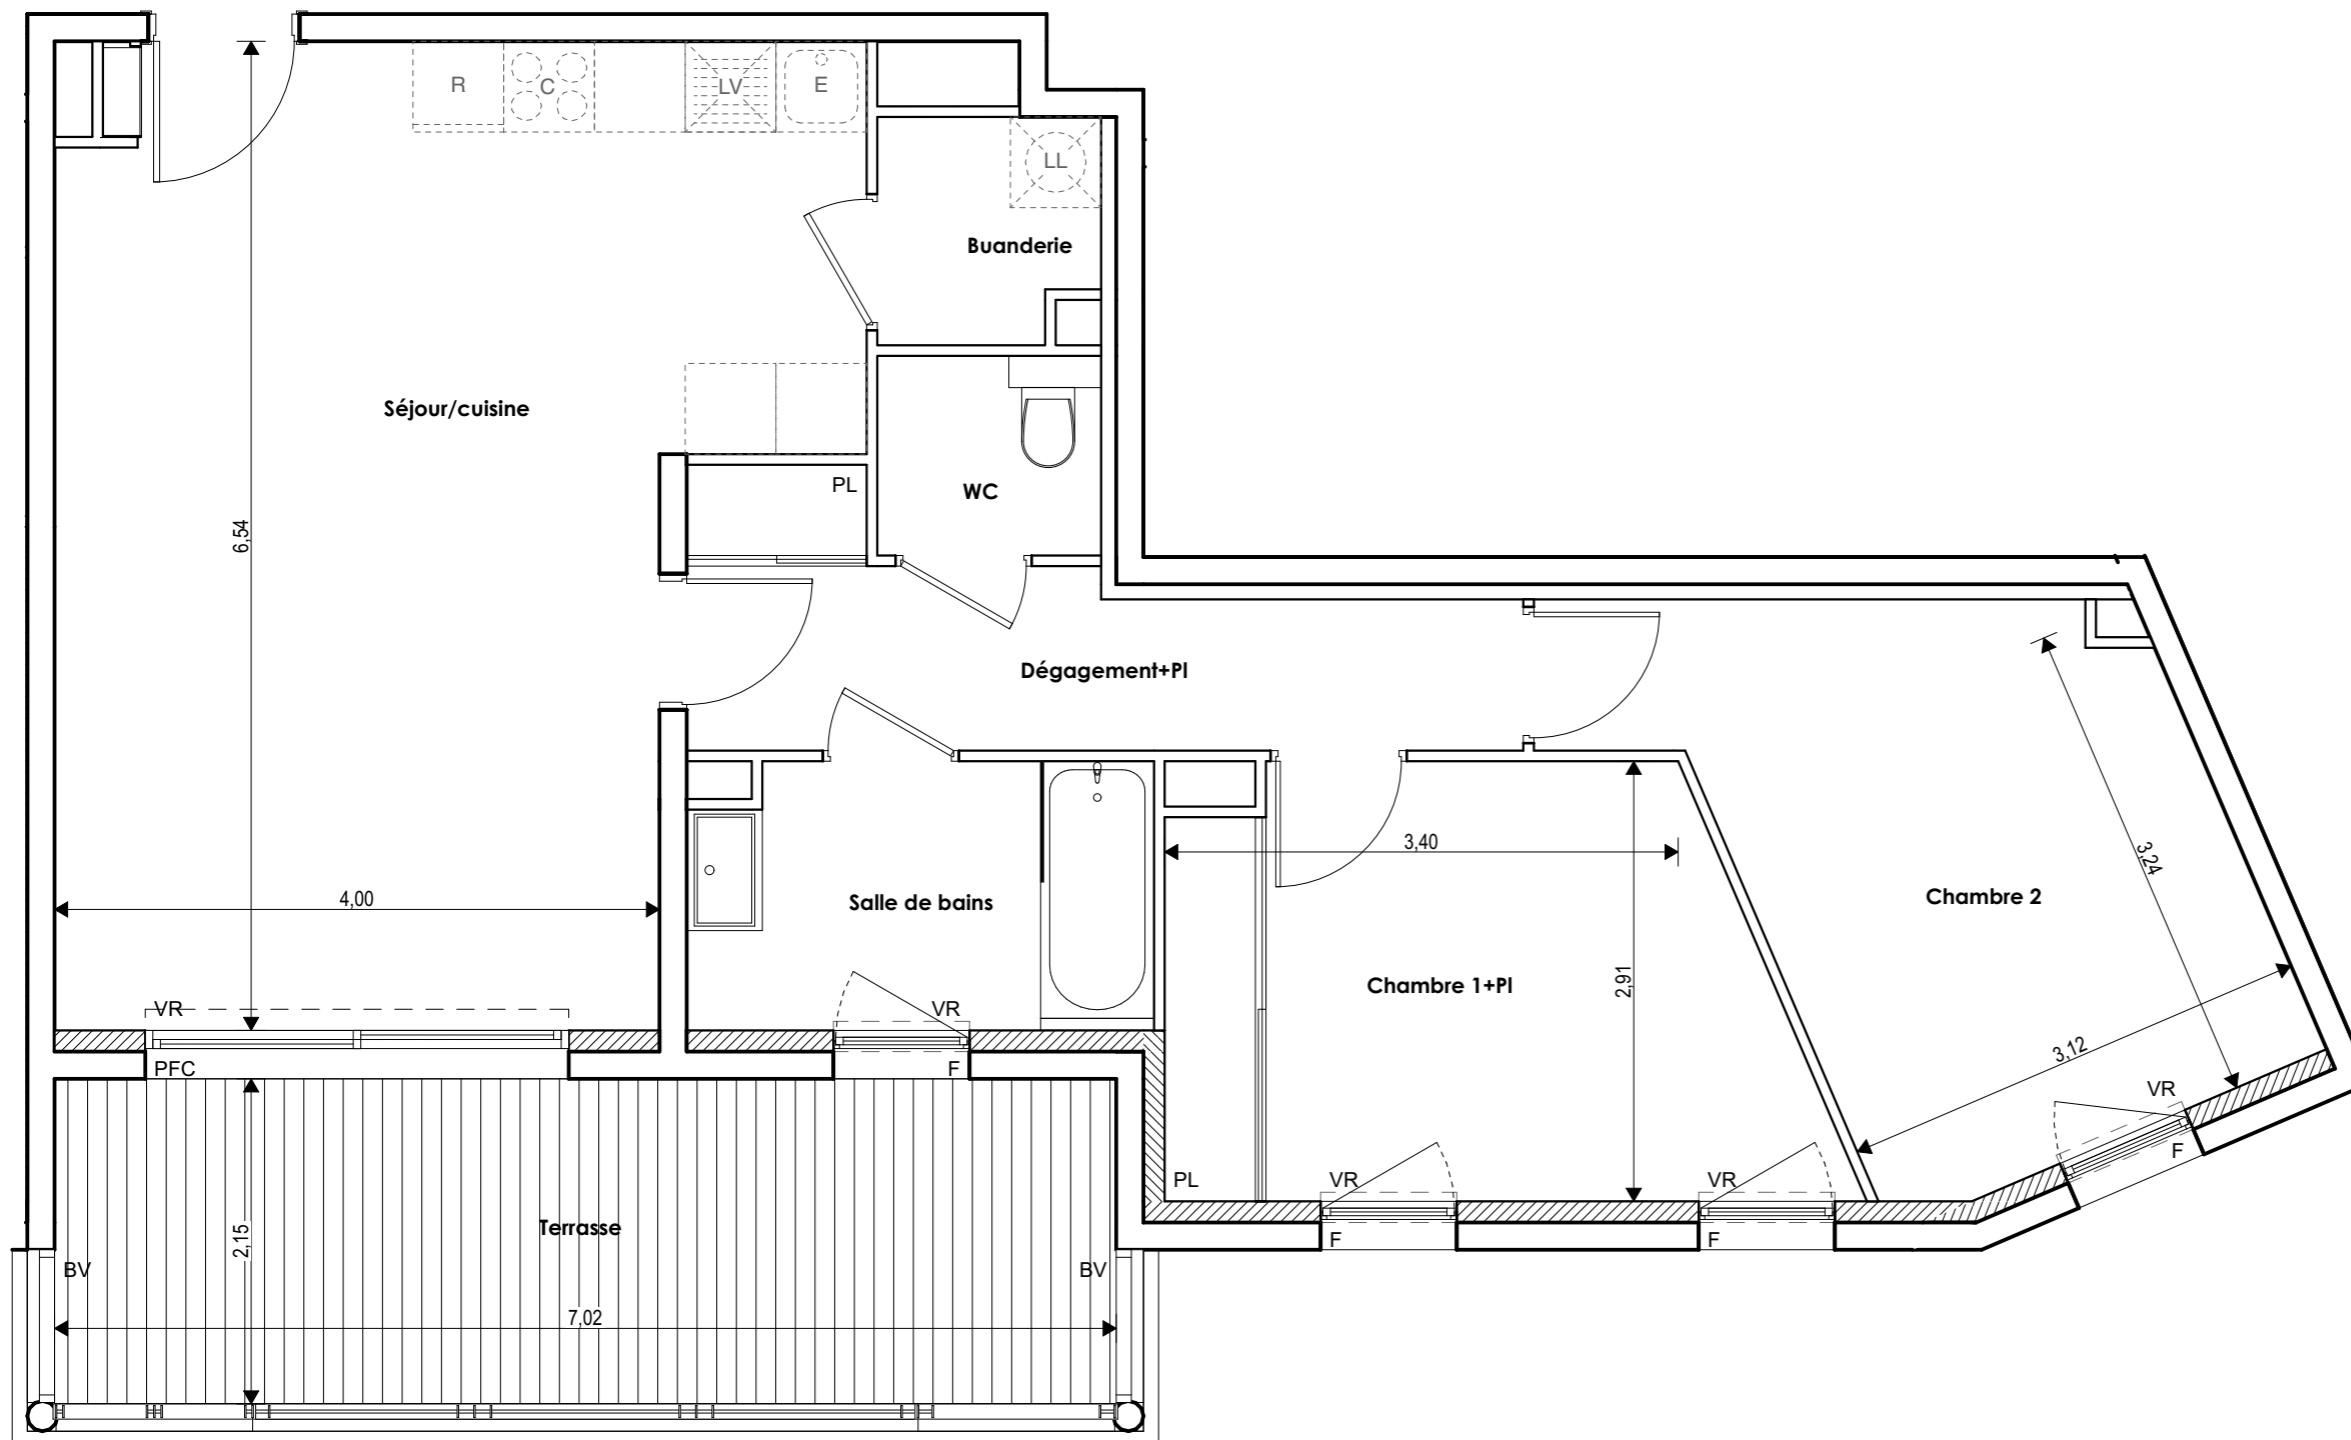 R
C
LV
E
LL
Buanderie
Séjour/cuisine
PL
WC
6,54
Dégagement+Pl
3,40
3,24
4,00
Salle de bains
Chambre 2
2,91
Chambre 1+Pl
VR
VR
3,12
PFC
F
VR
F
PL
VR
VR
2,15
Terrasse
F
F
BV
BV
7,02